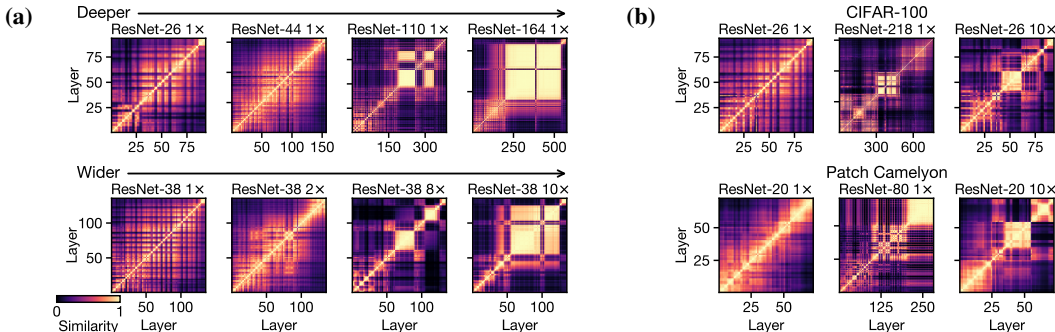 (a)
Deeper
ResNet-26 1× ResNet-44 1× ResNet-110 1× ResNet-164 1×
Layer
75
50
25
25 50 75
50 100 150
150 300
250 500
Wider
ResNet-38 1× ResNet-38 2× ResNet-38 8× ResNet-38 10×
Layer
100
50
50 100
50 100
50 100
50 100
Layer Layer Layer
0 1
Similarity
(b)
CIFAR-100
ResNet-26 1× ResNet-218 1× ResNet-26 10×
Layer
75
50
25
25 50 75
300 600
25 50 75
Patch Camelyon
ResNet-20 1× ResNet-80 1× ResNet-20 10×
Layer
50
25
25 50
125 250
25 50
Layer Layer Layer